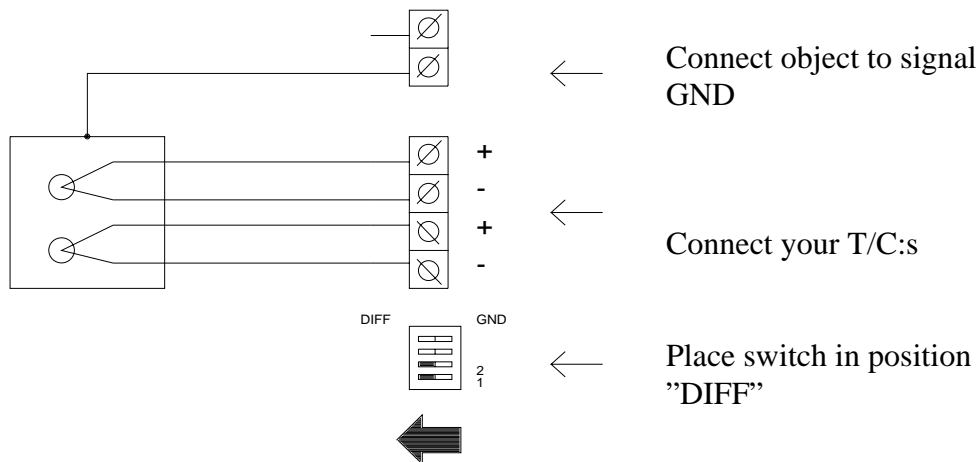 Connect object to signal
GND
+
-
+
-
Connect your T/C:s
DIFF
GND
2
1
Place switch in position
”DIFF”